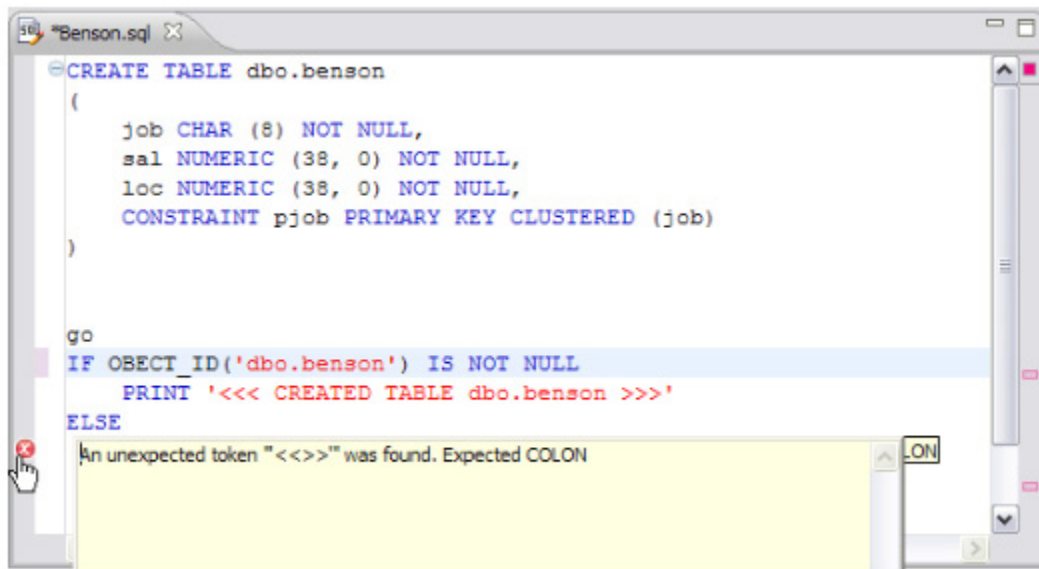 *Benson.sql
CREATE TABLE dbo.benson
(
job CHAR (8) NOT NULL,
sal NUMERIC (38, 0) NOT NULL,
loc NUMERIC (38, 0) NOT NULL,
CONSTRAINT pjob PRIMARY KEY CLUSTERED (job)
)
go
IF OBECT_ID('dbo.benson') IS NOT NULL
PRINT '<<< CREATED TABLE dbo.benson >>>'
ELSE
An unexpected token "'<<>>'" was found. Expected COLON
LON